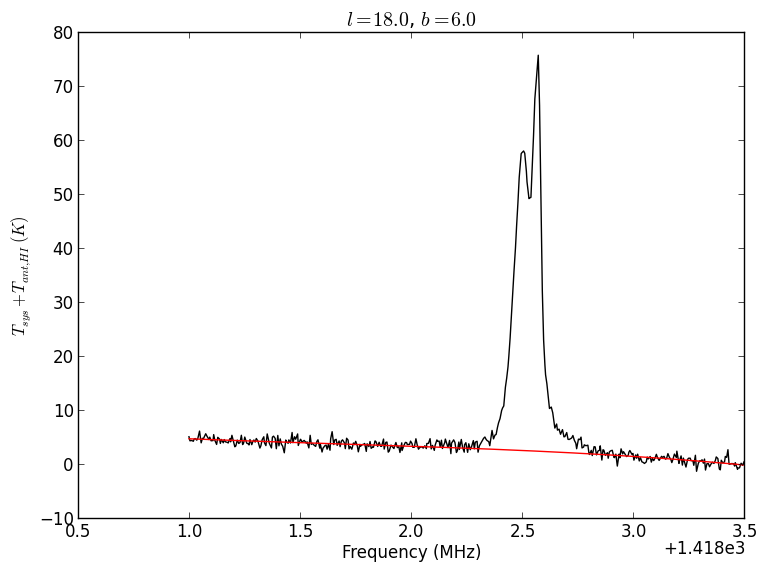 l = 18.0, b = 6.0
80
70
60
50
40
30
20
10
0
−10
T_sys + T_ant,HI (K)
0.5 1.0 1.5 2.0 2.5 3.0 3.5
+1.418e3
Frequency (MHz)